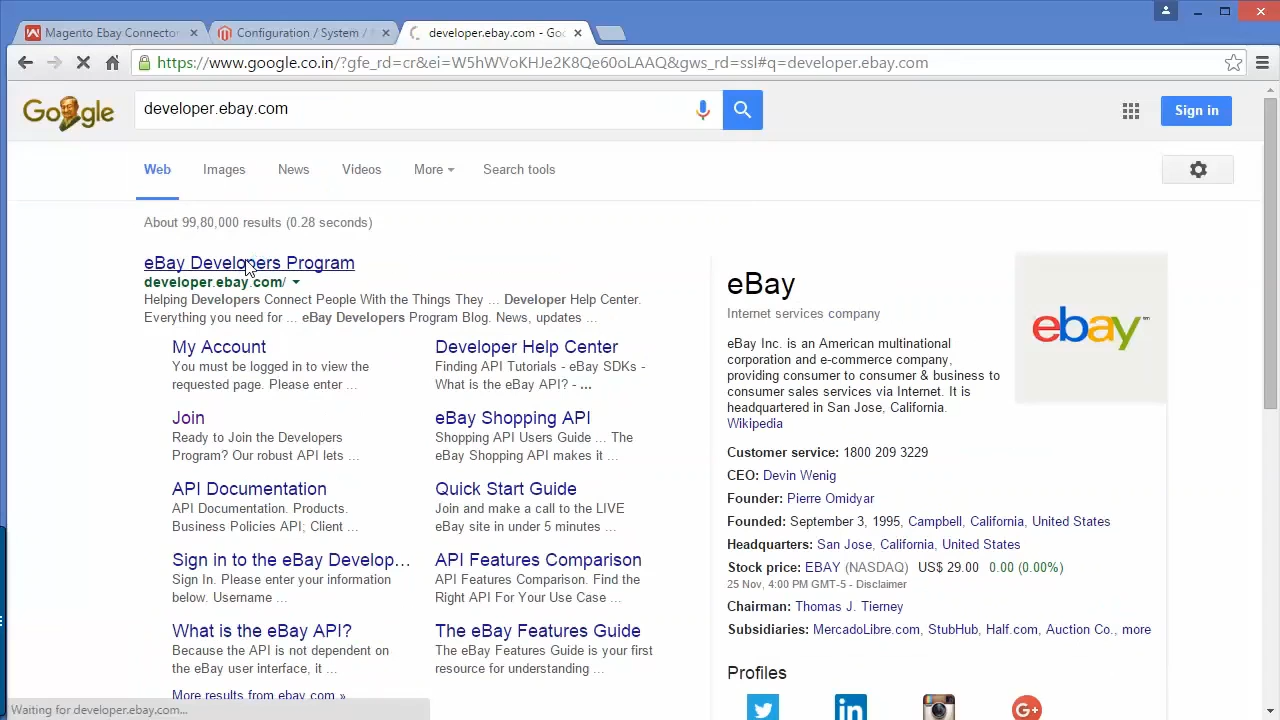 Magento Ebay Connector
Configuration / System /
developer.ebay.com - Goo
https://www.google.co.in/?gfe_rd=cr&ei=W5hWVoKHJe2K8Qe60oLAAQ&gws_rd=ssl#q=developer.ebay.com
Google
developer.ebay.com
Sign in
Web Images News Videos More Search tools
About 99,80,000 results (0.28 seconds)
eBay Developers Program
developer.ebay.com/
Helping Developers Connect People With the Things They ... Developer Help Center.
Everything you need for ... eBay Developers Program Blog. News, updates ...
My Account
You must be logged in to view the
requested page. Please enter ...
Developer Help Center
Finding API Tutorials - eBay SDKs -
What is the eBay API? - ...
Join
Ready to Join the Developers
Program? Our robust API lets ...
eBay Shopping API
Shopping API Users Guide ... The
eBay Shopping API makes it ...
API Documentation
API Documentation. Products.
Business Policies API; Client ...
Quick Start Guide
Join and make a call to the LIVE
eBay site in under 5 minutes ...
Sign in to the eBay Develop...
Sign In. Please enter your information
below. Username ...
API Features Comparison
API Features Comparison. Find the
Right API For Your Use Case ...
What is the eBay API?
Because the API is not dependent on
the eBay user interface, it ...
The eBay Features Guide
The eBay Features Guide is your first
resource for understanding ...
More results from ebay.com »
eBay
Internet services company
ebay™
eBay Inc. is an American multinational
corporation and e-commerce company,
providing consumer to consumer & business to
consumer sales services via Internet. It is
headquartered in San Jose, California.
Wikipedia
Customer service: 1800 209 3229
CEO: Devin Wenig
Founder: Pierre Omidyar
Founded: September 3, 1995, Campbell, California, United States
Headquarters: San Jose, California, United States
Stock price: EBAY (NASDAQ) US$ 29.00 0.00 (0.00%)
25 Nov, 4:00 PM GMT-5 - Disclaimer
Chairman: Thomas J. Tierney
Subsidiaries: MercadoLibre.com, StubHub, Half.com, Auction Co., more
Profiles
in
G+
Waiting for developer.ebay.com...